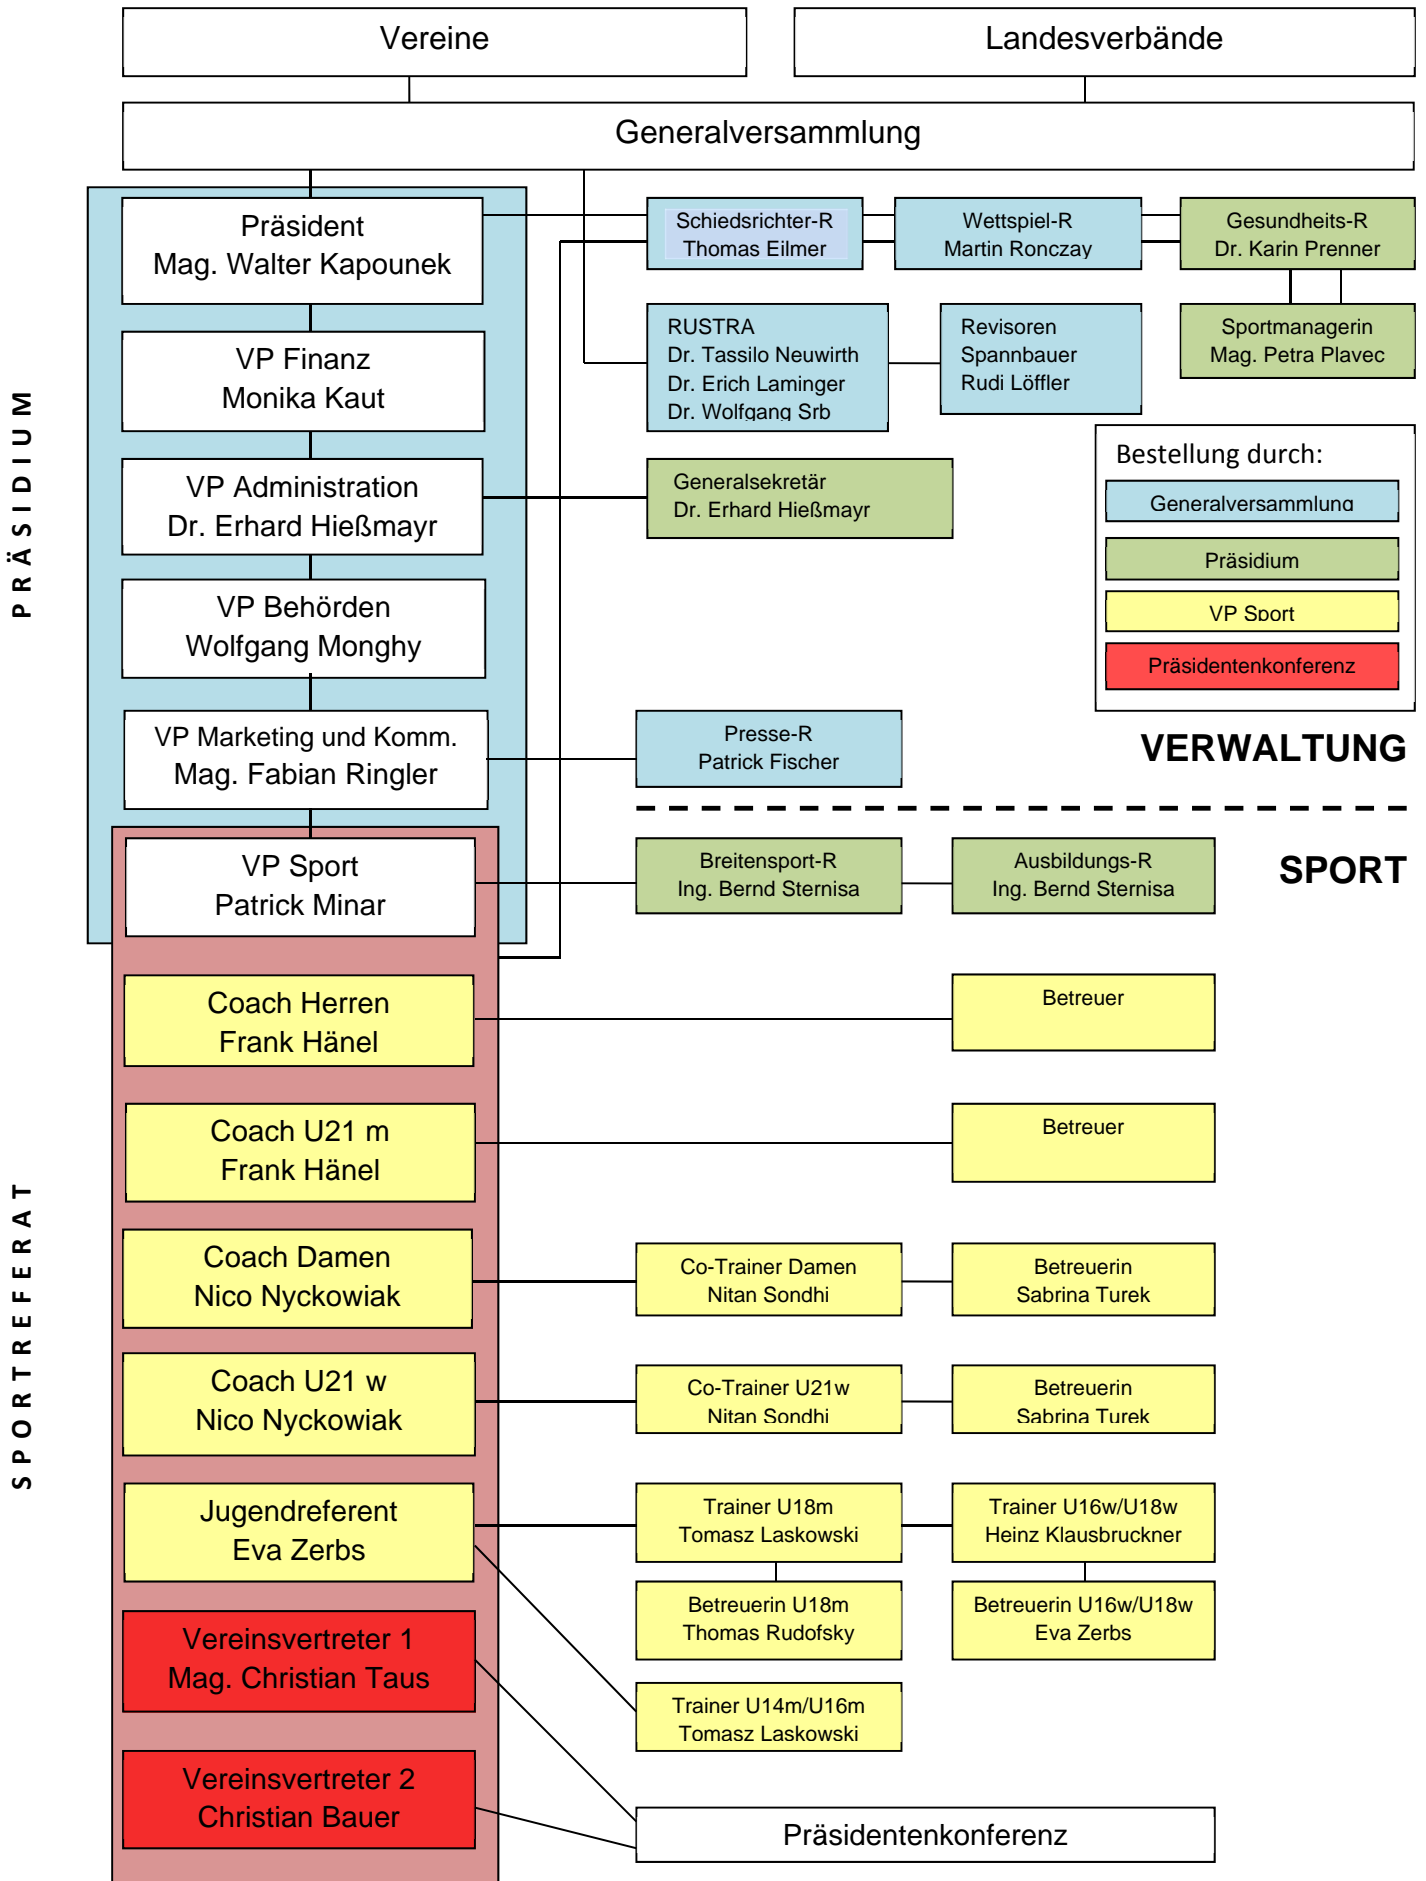 Vereine
Landesverbände
Generalversammlung
PRÄSIDIUM
Präsident
Mag. Walter Kapounek
Schiedsrichter-R
Thomas Eilmer
Wettspiel-R
Martin Ronczay
Gesundheits-R
Dr. Karin Prenner
VP Finanz
Monika Kaut
RUSTRA
Dr. Tassilo Neuwirth
Dr. Erich Laminger
Dr. Wolfgang Srb
Revisoren
Spannbauer
Rudi Löffler
Sportmanagerin
Mag. Petra Plavec
VP Administration
Dr. Erhard Hießmayr
Generalsekretär
Dr. Erhard Hießmayr
Bestellung durch:
Generalversammlung
Präsidium
VP Sport
Präsidentenkonferenz
VP Behörden
Wolfgang Monghy
VP Marketing und Komm.
Mag. Fabian Ringler
Presse-R
Patrick Fischer
VERWALTUNG
SPORT
VP Sport
Patrick Minar
Breitensport-R
Ing. Bernd Sternisa
Ausbildungs-R
Ing. Bernd Sternisa
SPORTREFERAT
Coach Herren
Frank Hänel
Betreuer
Coach U21 m
Frank Hänel
Betreuer
Coach Damen
Nico Nyckowiak
Co-Trainer Damen
Nitan Sondhi
Betreuerin
Sabrina Turek
Coach U21 w
Nico Nyckowiak
Co-Trainer U21w
Nitan Sondhi
Betreuerin
Sabrina Turek
Jugendreferent
Eva Zerbs
Trainer U18m
Tomasz Laskowski
Trainer U16w/U18w
Heinz Klausbruckner
Betreuerin U18m
Thomas Rudofsky
Betreuerin U16w/U18w
Eva Zerbs
Vereinsvertreter 1
Mag. Christian Taus
Trainer U14m/U16m
Tomasz Laskowski
Vereinsvertreter 2
Christian Bauer
Präsidentenkonferenz